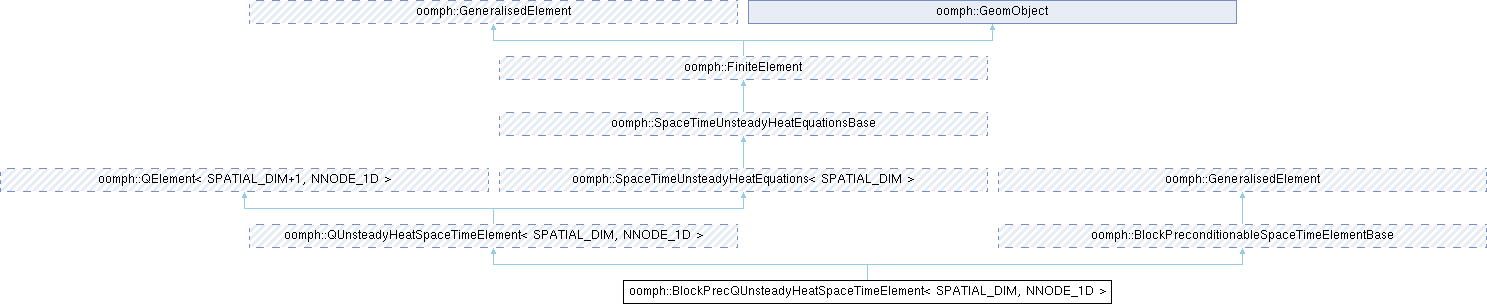 oomph::GeneralisedElement
oomph::GeomObject
oomph::FiniteElement
oomph::SpaceTimeUnsteadyHeatEquationsBase
oomph::QElement< SPATIAL_DIM+1, NNODE_1D >
oomph::SpaceTimeUnsteadyHeatEquations< SPATIAL_DIM >
oomph::GeneralisedElement
oomph::QUnsteadyHeatSpaceTimeElement< SPATIAL_DIM, NNODE_1D >
oomph::BlockPreconditionableSpaceTimeElementBase
oomph::BlockPrecQUnsteadyHeatSpaceTimeElement< SPATIAL_DIM, NNODE_1D >